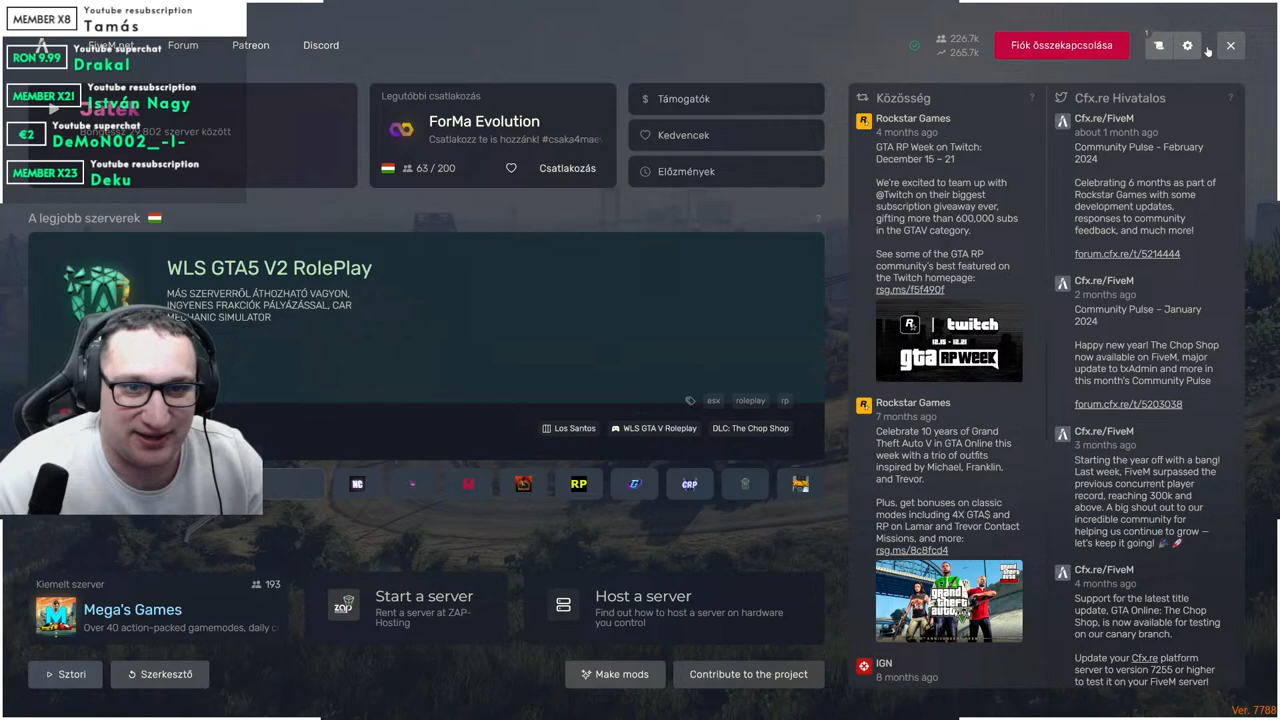 MEMBER X8
Youtube resubscription
Tamás
RON 9.99
Youtube superchat
Drakal
MEMBER X21
Youtube resubscription
István Nagy
€2
Youtube superchat
DeMoN002_-I-
MEMBER X23
Youtube resubscription
Deku
FiveM.net
Forum
Patreon
Discord
226.7k
265.7k
Fiók összekapcsolása
1
Játék
Böngéssz 29,802 szerver között
Legutóbbi csatlakozás
ForMa Evolution
Csatlakozz te is hozzánk! #csaka4mae
63 / 200
Csatlakozás
$ Támogatók
Kedvencek
Előzmények
A legjobb szerverek
?
WLS GTA5 V2 RolePlay
MÁS SZERVERRŐL ÁTHOZHATÓ VAGYON,
INGYENES FRAKCIÓK PÁLYÁZÁSSAL, CAR
MECHANIC SIMULATOR
esx
roleplay
rp
Los Santos
WLS GTA V Roleplay
DLC: The Chop Shop
NC
RP
CRP
Kiemelt szerver
193
Mega's Games
Over 40 action-packed gamemodes, daily c
ZAP
Start a server
Rent a server at ZAP-
Hosting
Host a server
Find out how to host a server on hardware
you control
Sztori
Szerkesztő
Make mods
Contribute to the project
Közösség
?
Rockstar Games
4 months ago
GTA RP Week on Twitch:
December 15 – 21
We're excited to team up with
@Twitch on their biggest
subscription giveaway ever,
gifting more than 600,000 subs
in the GTAV category.
See some of the GTA RP
community's best featured on
the Twitch homepage:
rsg.ms/f5f490f
R
twitch
12.15 - 12.21
gta RP WEEK
Rockstar Games
7 months ago
Celebrate 10 years of Grand
Theft Auto V in GTA Online this
week with a trio of outfits
inspired by Michael, Franklin,
and Trevor.
Plus, get bonuses on classic
modes including 4X GTA$ and
RP on Lamar and Trevor Contact
Missions, and more:
rsg.ms/8c8fcd4
grand
theft
auto
IGN
8 months ago
Cfx.re Hivatalos
?
Cfx.re/FiveM
about 1 month ago
Community Pulse - February
2024
Celebrating 6 months as part of
Rockstar Games with some
development updates,
responses to community
feedback, and much more!
forum.cfx.re/t/5214444
Cfx.re/FiveM
2 months ago
Community Pulse – January
2024
Happy new year! The Chop Shop
now available on FiveM, major
update to txAdmin and more in
this month's Community Pulse
forum.cfx.re/t/5203038
Cfx.re/FiveM
3 months ago
Starting the year off with a bang!
Last week, FiveM surpassed the
previous concurrent player
record, reaching 300k and
above. A big shout out to our
incredible community for
helping us continue to grow —
let's keep it going! 🎉 🚀
Cfx.re/FiveM
4 months ago
Support for the latest title
update, GTA Online: The Chop
Shop, is now available for testing
on our canary branch.
Update your Cfx.re platform
server to version 7255 or higher
to test it on your FiveM server!
Ver. 7788